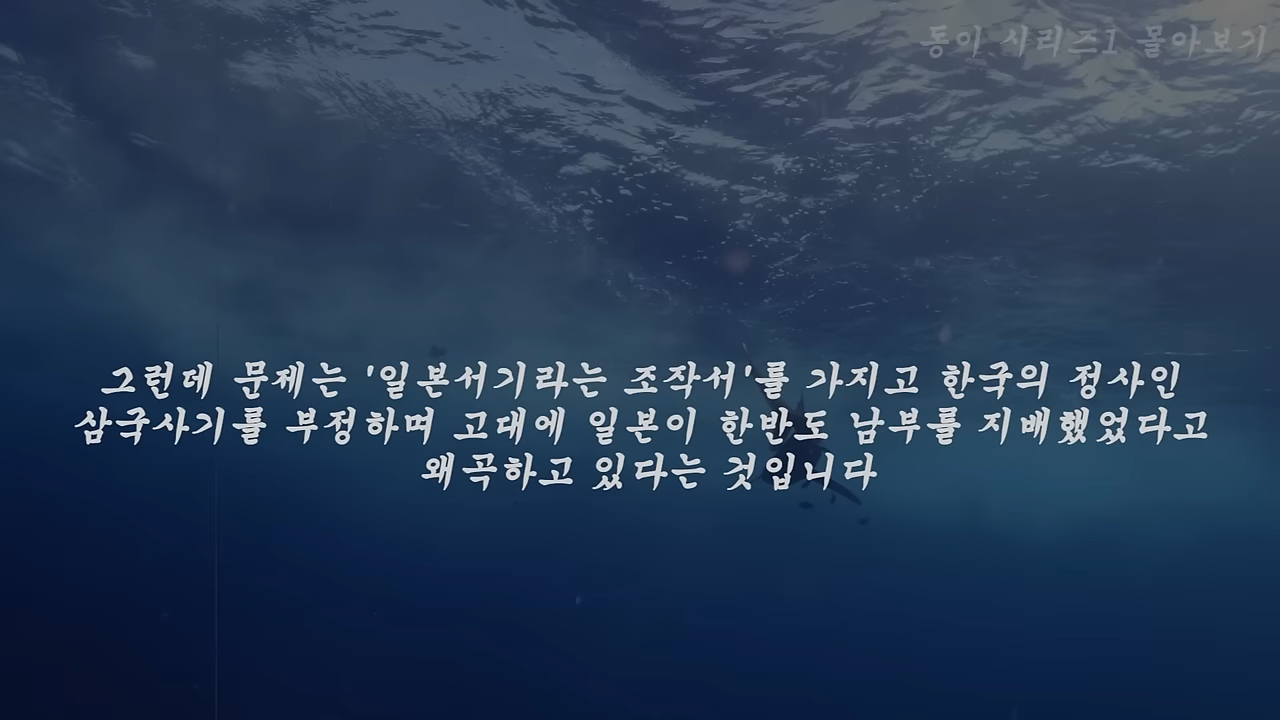 동이 시리즈1 몰아보기
그런데 문제는 '일본서기라는 조작서'를 가지고 한국의 정사인
삼국사기를 부정하며 고대에 일본이 한반도 남부를 지배했었다고
왜곡하고 있다는 것입니다